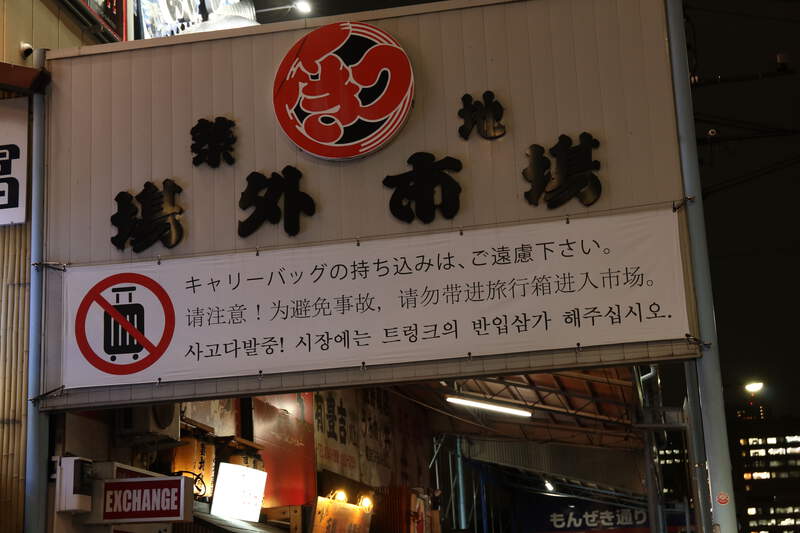 築地
場外市場
キャリーバッグの持ち込みは、ご遠慮下さい。
请注意！为避免事故，请勿带进旅行箱进入市场。
사고다발중! 시장에는 트렁크의 반입삼가 해주십시오.
EXCHANGE
もんぜき通り